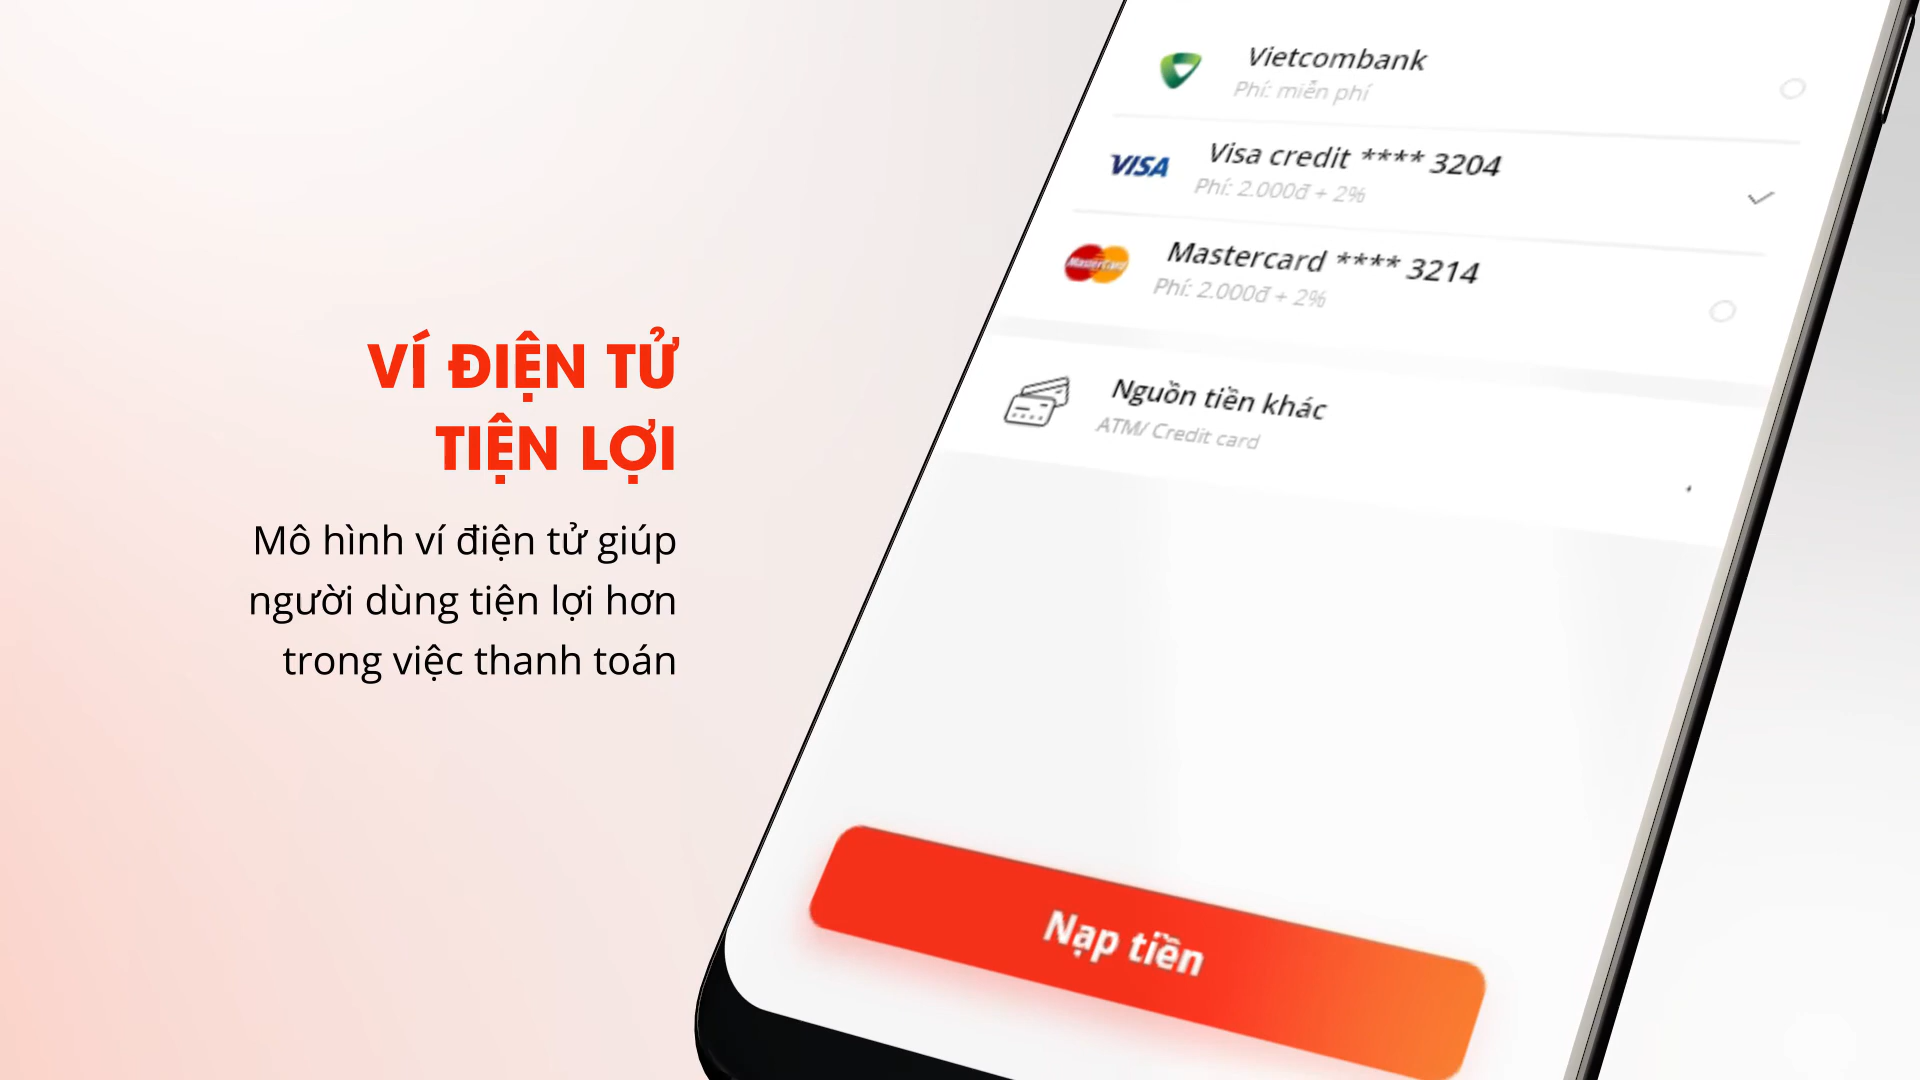 VÍ ĐIỆN TỬ
TIỆN LỢI
Mô hình ví điện tử giúp
người dùng tiện lợi hơn
trong việc thanh toán
Vietcombank
Phí: miễn phí
VISA
Visa credit **** 3204
Phí: 2.000đ + 2%
MasterCard
Mastercard **** 3214
Phí: 2.000đ + 2%
Nguồn tiền khác
ATM/ Credit card
Nạp tiền